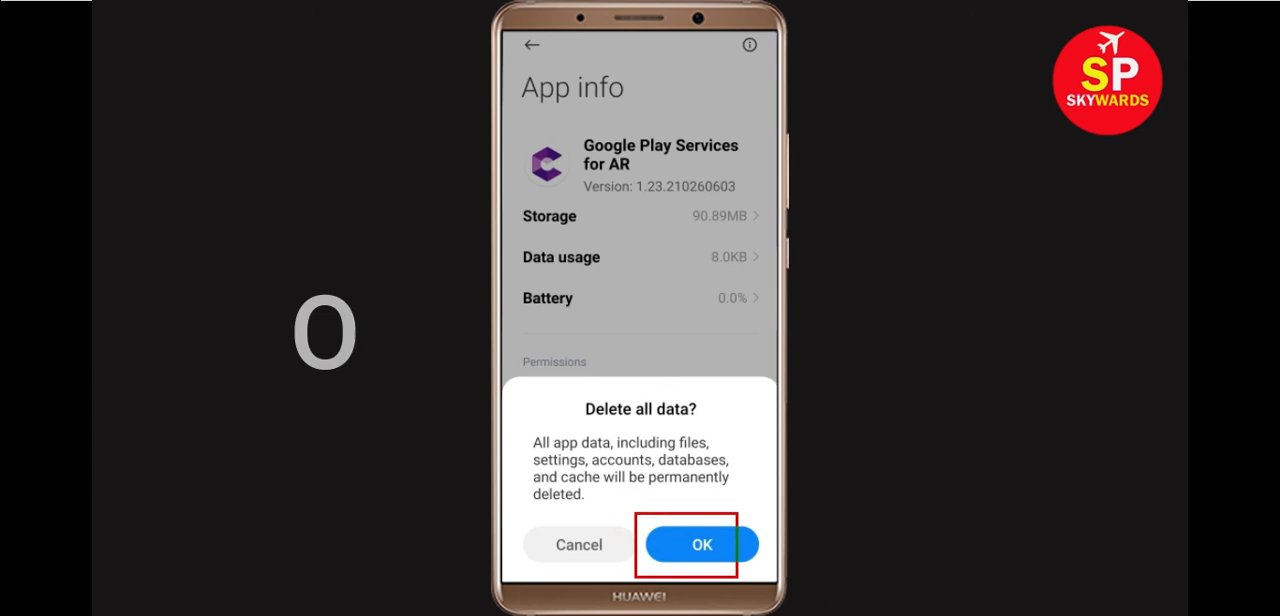 SP
SKYWARDS
App info
Google Play Services
for AR
Version: 1.23.210260603
Storage 90.89MB
Data usage 8.0KB
Battery 0.0%
O
Permissions
Delete all data?
All app data, including files,
settings, accounts, databases,
and cache will be permanently
deleted.
Cancel OK
HUAWEI